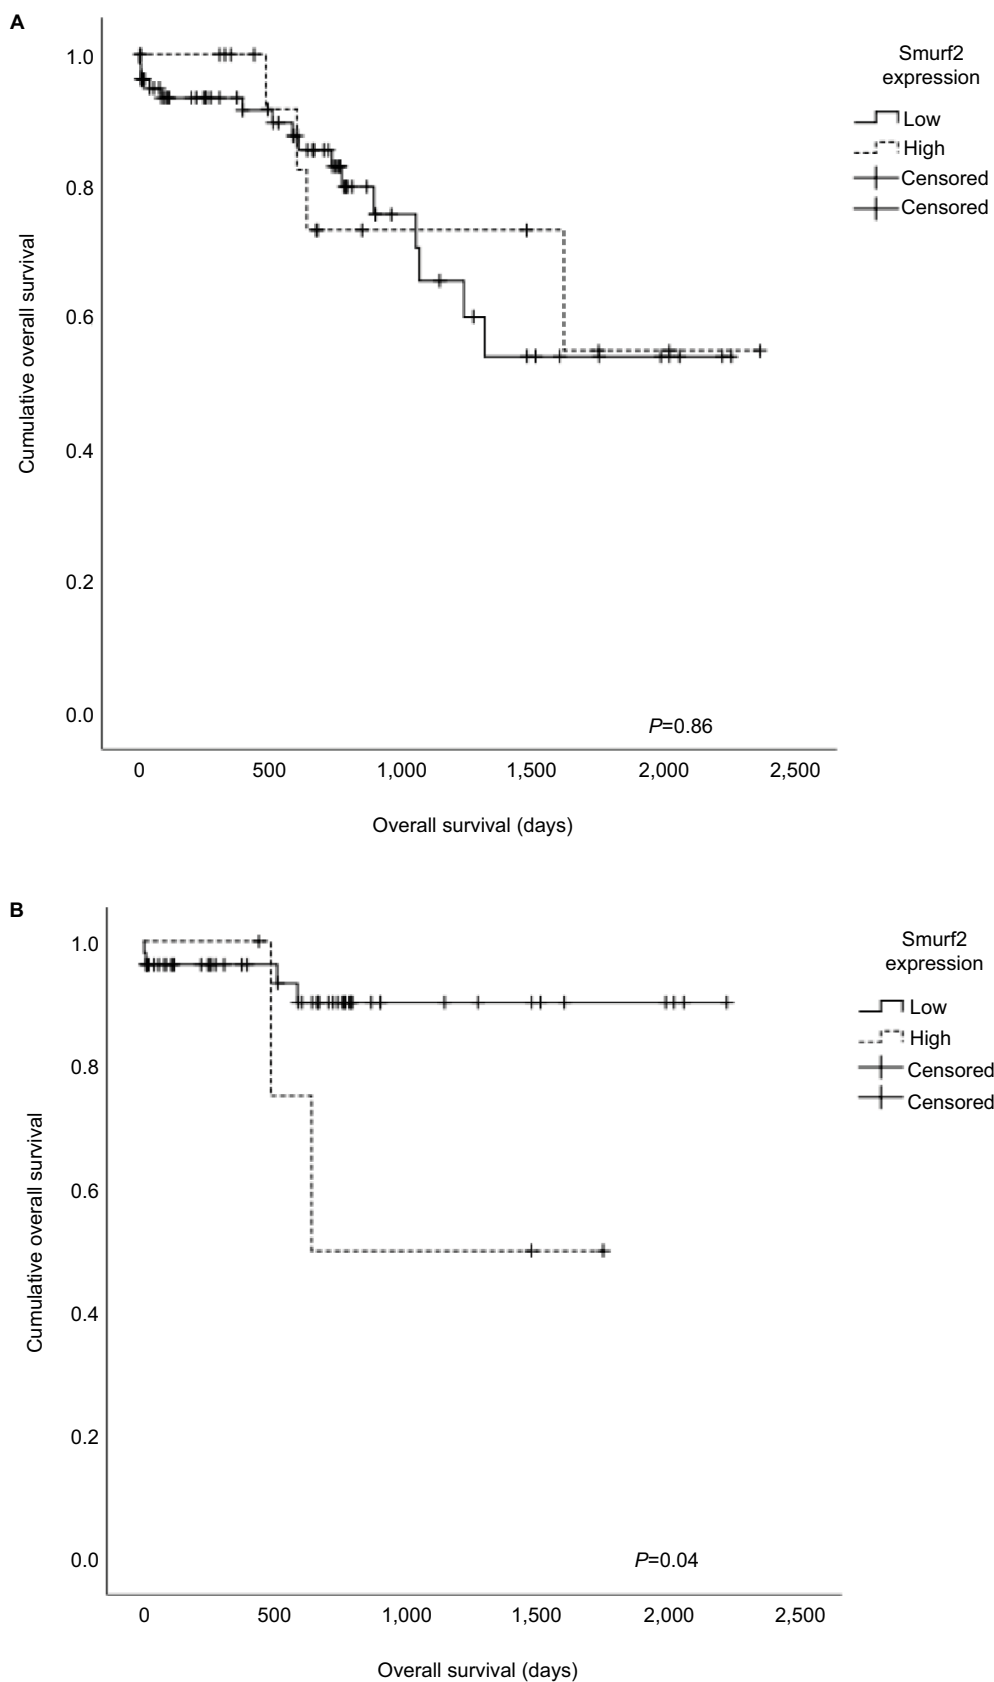 A
Smurf2
expression
Low
High
Censored
Censored
Cumulative overall survival
1.0
0.8
0.6
0.4
0.2
0.0
P=0.86
0 500 1,000 1,500 2,000 2,500
Overall survival (days)
B
Smurf2
expression
Low
High
Censored
Censored
Cumulative overall survival
1.0
0.8
0.6
0.4
0.2
0.0
P=0.04
0 500 1,000 1,500 2,000 2,500
Overall survival (days)